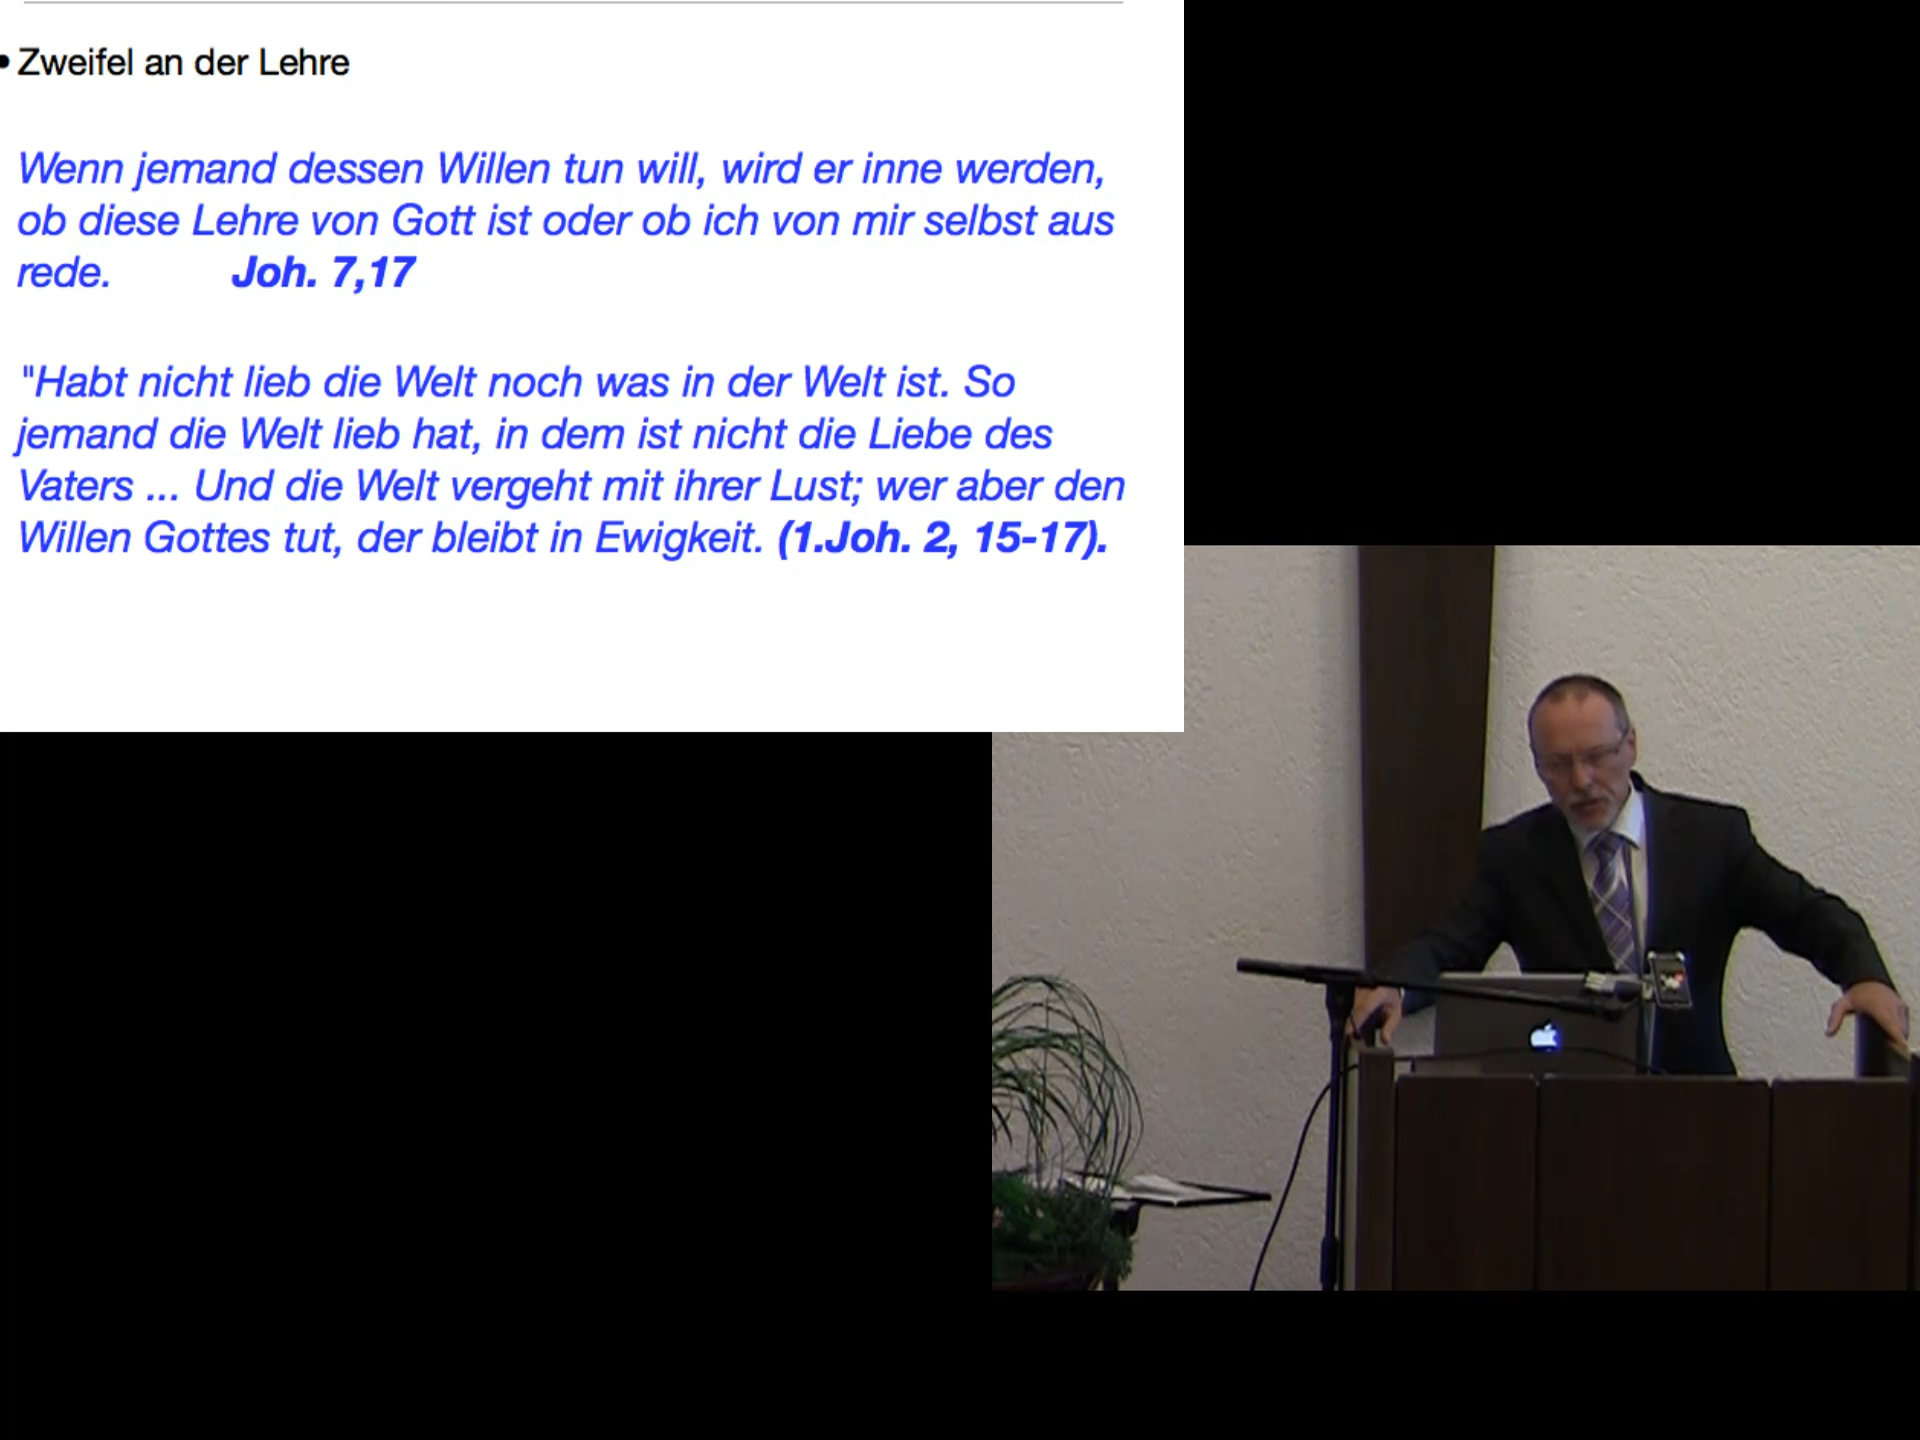 • Zweifel an der Lehre
Wenn jemand dessen Willen tun will, wird er inne werden,
ob diese Lehre von Gott ist oder ob ich von mir selbst aus
rede. Joh. 7,17
"Habt nicht lieb die Welt noch was in der Welt ist. So
jemand die Welt lieb hat, in dem ist nicht die Liebe des
Vaters ... Und die Welt vergeht mit ihrer Lust; wer aber den
Willen Gottes tut, der bleibt in Ewigkeit. (1.Joh. 2, 15-17).